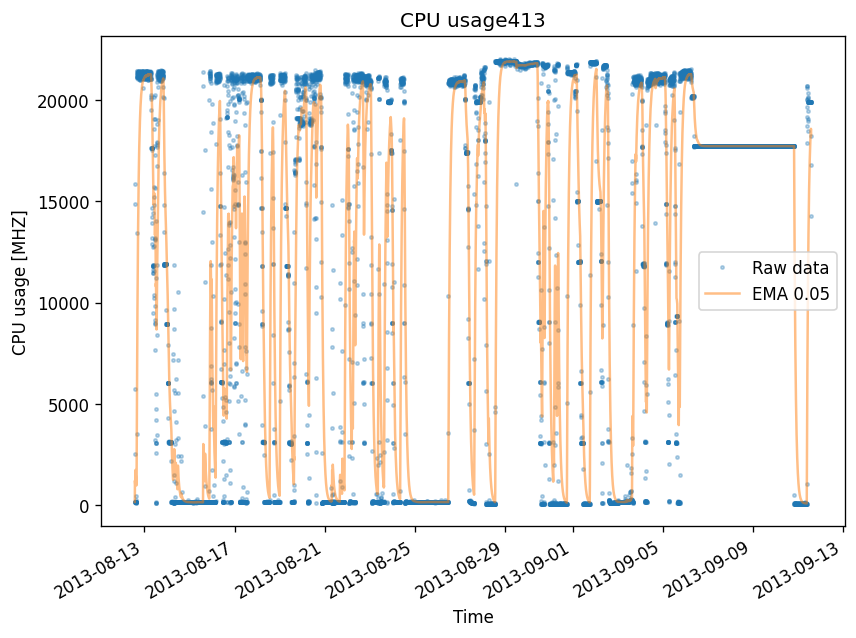 CPU usage413
CPU usage [MHZ]
20000
15000
10000
5000
0
Raw data
EMA 0.05
2013-08-13
2013-08-17
2013-08-21
2013-08-25
2013-08-29
2013-09-01
2013-09-05
2013-09-09
2013-09-13
Time